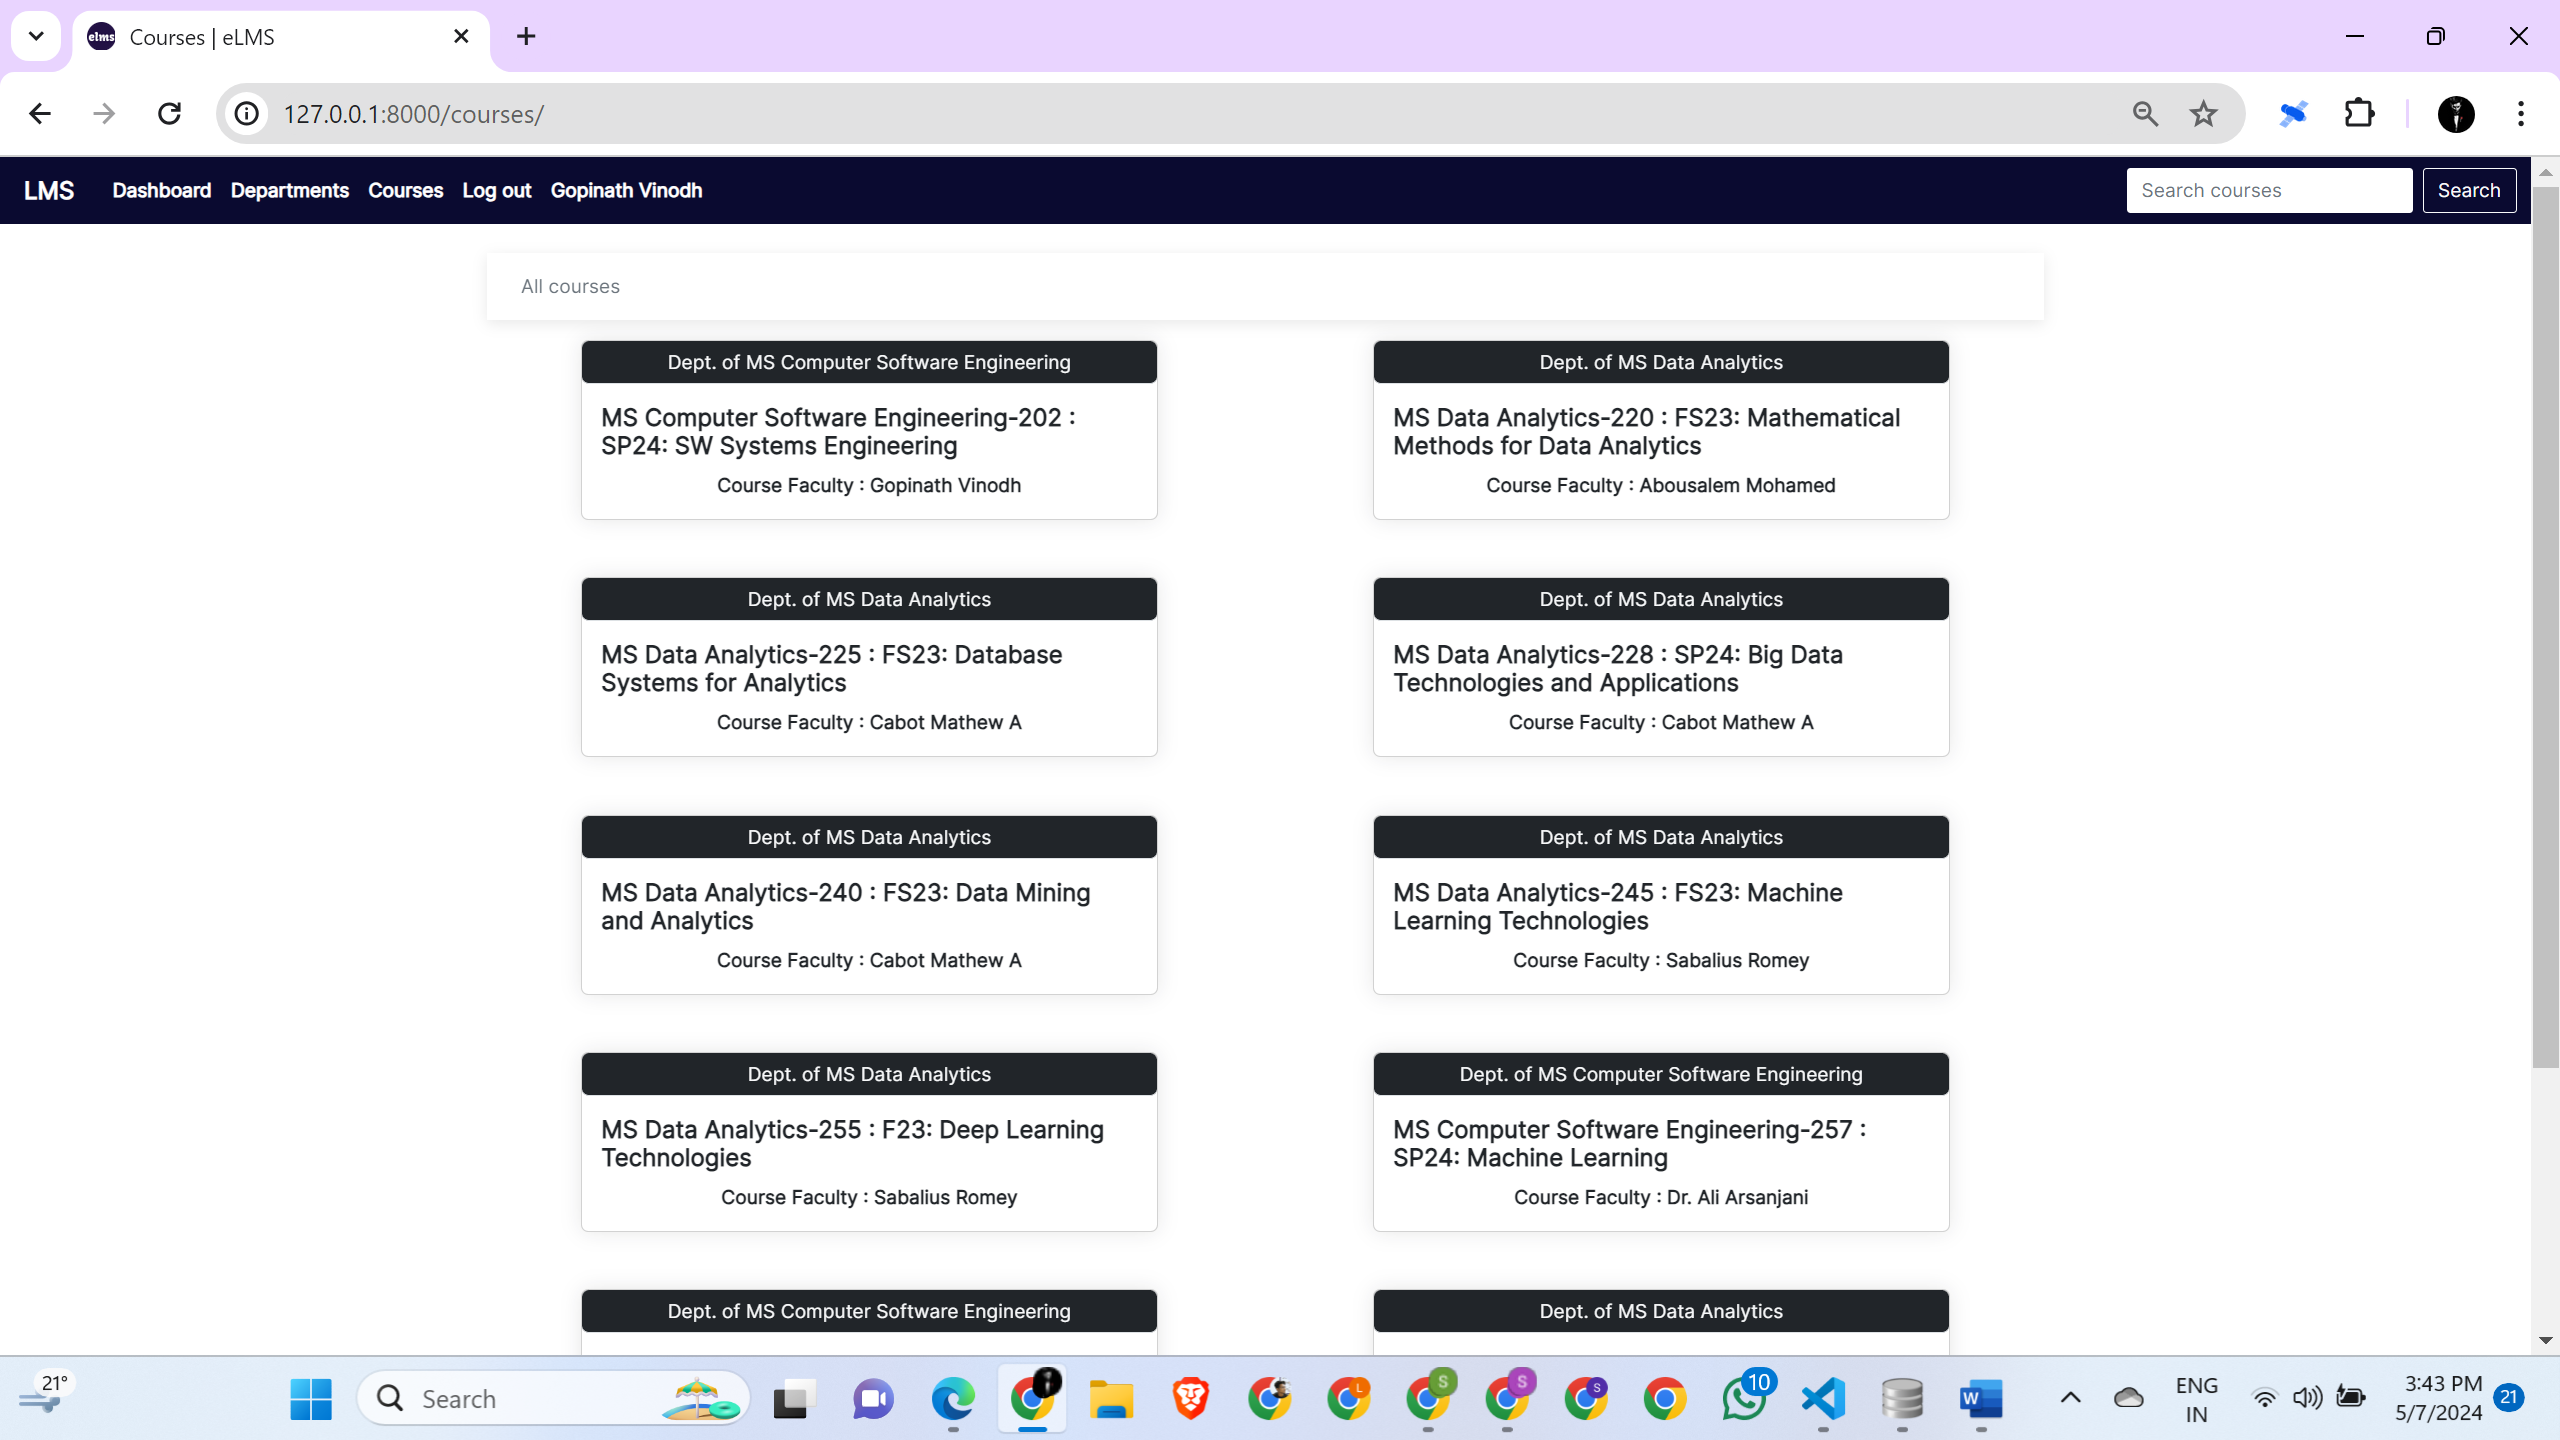 elms Courses | eLMS
127.0.0.1:8000/courses/
LMS Dashboard Departments Courses Log out Gopinath Vinodh Search courses Search
All courses
Dept. of MS Computer Software Engineering
MS Computer Software Engineering-202 :
SP24: SW Systems Engineering
Course Faculty : Gopinath Vinodh
Dept. of MS Data Analytics
MS Data Analytics-220 : FS23: Mathematical
Methods for Data Analytics
Course Faculty : Abousalem Mohamed
Dept. of MS Data Analytics
MS Data Analytics-225 : FS23: Database
Systems for Analytics
Course Faculty : Cabot Mathew A
Dept. of MS Data Analytics
MS Data Analytics-228 : SP24: Big Data
Technologies and Applications
Course Faculty : Cabot Mathew A
Dept. of MS Data Analytics
MS Data Analytics-240 : FS23: Data Mining
and Analytics
Course Faculty : Cabot Mathew A
Dept. of MS Data Analytics
MS Data Analytics-245 : FS23: Machine
Learning Technologies
Course Faculty : Sabalius Romey
Dept. of MS Data Analytics
MS Data Analytics-255 : F23: Deep Learning
Technologies
Course Faculty : Sabalius Romey
Dept. of MS Computer Software Engineering
MS Computer Software Engineering-257 :
SP24: Machine Learning
Course Faculty : Dr. Ali Arsanjani
Dept. of MS Computer Software Engineering
Dept. of MS Data Analytics
21°
Search
L
S
S
S
10
W
ENG
IN
3:43 PM
5/7/2024
21